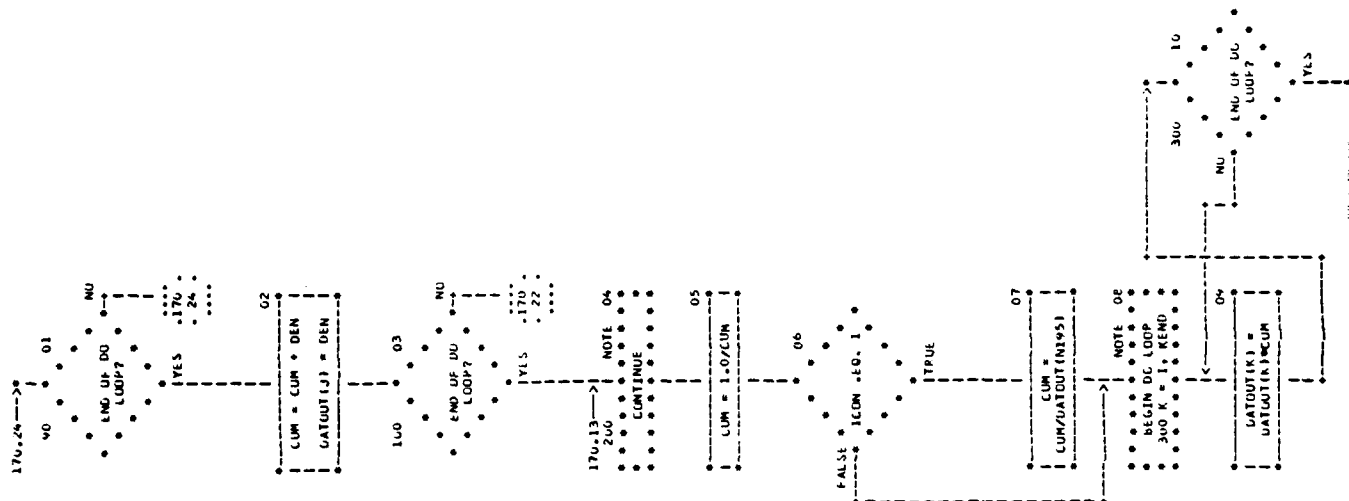 170.24--->
90 01
END OF DO
LOOP?
NO
.170 .
. 24 .
YES
02
CUM = CUM + DEN
DATOUT(J) = DEN
100 03
END OF DO
LOOP?
NO
.170 .
. 22 .
YES
170.13--->
200 NOTE 04
CONTINUE
05
CUM = 1.0/CUM
06
ICON .EQ. 1
FALSE
TRUE
07
CUM =
CUM/DATOUT(N195)
NOTE 08
BEGIN DO LOOP
300 K = 1, KEND
09
DATOUT(K) =
DATOUT(K)*CUM
300 10
END OF DO
LOOP?
NO
YES